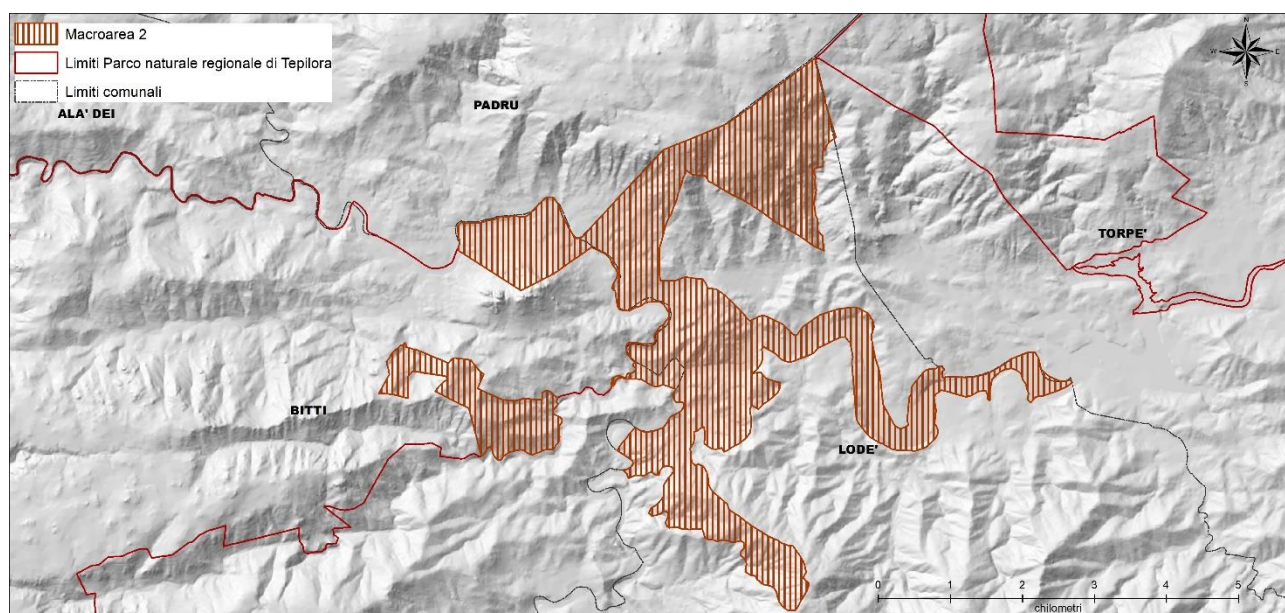 Macroarea 2
Limiti Parco naturale regionale di Tepilora
Limiti comunali
N
W E
S
ALA' DEI
PADRU
TORPE'
BITTI
LODE'
0 1 2 3 4 5
chilometri